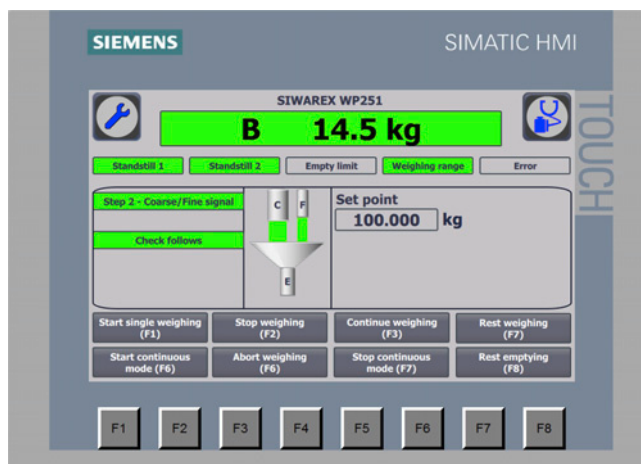 SIEMENS
SIMATIC HMI
TOUCH
SIWAREX WP251
B 14.5 kg
Standstill 1
Standstill 2
Empty limit
Weighing range
Error
Step 2 - Coarse/Fine signal
Check follows
C
F
E
Set point
100.000 kg
Start single weighing
(F1)
Stop weighing
(F2)
Continue weighing
(F3)
Rest weighing
(F7)
Start continuous
mode (F6)
Abort weighing
(F6)
Stop continuous
mode (F7)
Rest emptying
(F8)
F1
F2
F3
F4
F5
F6
F7
F8